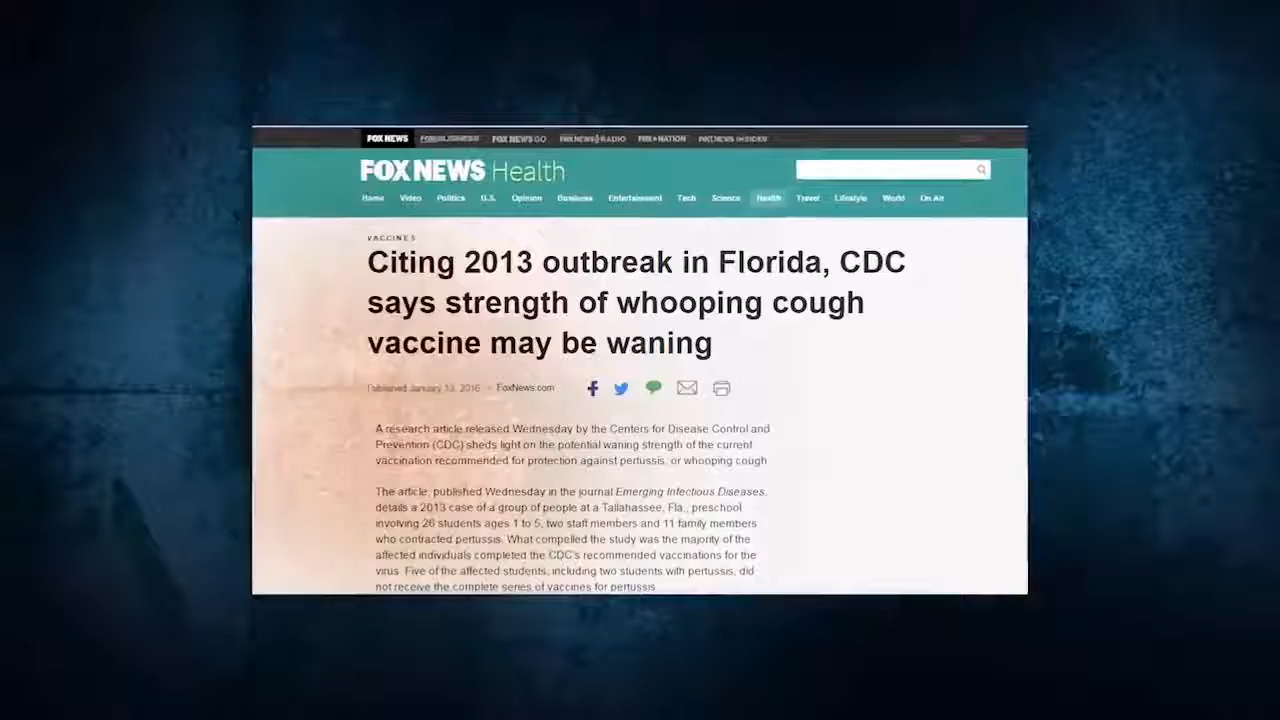 FOX NEWS FOX BUSINESS FOX NEWS GO FOX NEWS RADIO FOX NATION FOX NEWS INSIDER
FOX NEWS Health
Home Video Politics U.S. Opinion Business Entertainment Tech Science Health Travel Lifestyle World On Air
VACCINES
Citing 2013 outbreak in Florida, CDC
says strength of whooping cough
vaccine may be waning
Published January 13, 2016 · FoxNews.com
A research article released Wednesday by the Centers for Disease Control and
Prevention (CDC) sheds light on the potential waning strength of the current
vaccination recommended for protection against pertussis, or whooping cough
The article, published Wednesday in the journal Emerging Infectious Diseases,
details a 2013 case of a group of people at a Tallahassee, Fla., preschool
involving 26 students ages 1 to 5, two staff members and 11 family members
who contracted pertussis. What compelled the study was the majority of the
affected individuals completed the CDC's recommended vaccinations for the
virus. Five of the affected students, including two students with pertussis, did
not receive the complete series of vaccines for pertussis